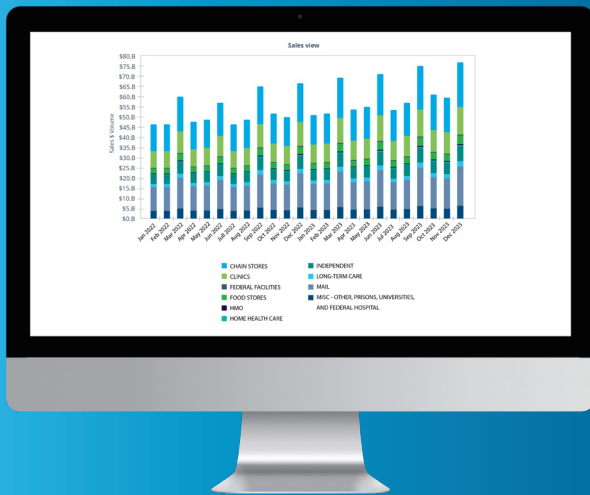 Sales view
$80.B
$75.B
$70.B
$65.B
$60.B
$55.B
$50.B
$45.B
$40.B
$35.B
$30.B
$25.B
$20.B
$15.B
$10.B
$5.B
$0.B
Sales $ Volume
Jan 2022
Feb 2022
Mar 2022
Apr 2022
May 2022
Jun 2022
Jul 2022
Aug 2022
Sep 2022
Oct 2022
Nov 2022
Dec 2022
Jan 2023
Feb 2023
Mar 2023
Apr 2023
May 2023
Jun 2023
Jul 2023
Aug 2023
Sep 2023
Oct 2023
Nov 2023
Dec 2023
CHAIN STORES
CLINICS
FEDERAL FACILITIES
FOOD STORES
HMO
HOME HEALTH CARE
INDEPENDENT
LONG-TERM CARE
MAIL
MISC - OTHER, PRISONS, UNIVERSITIES,
AND FEDERAL HOSPITAL